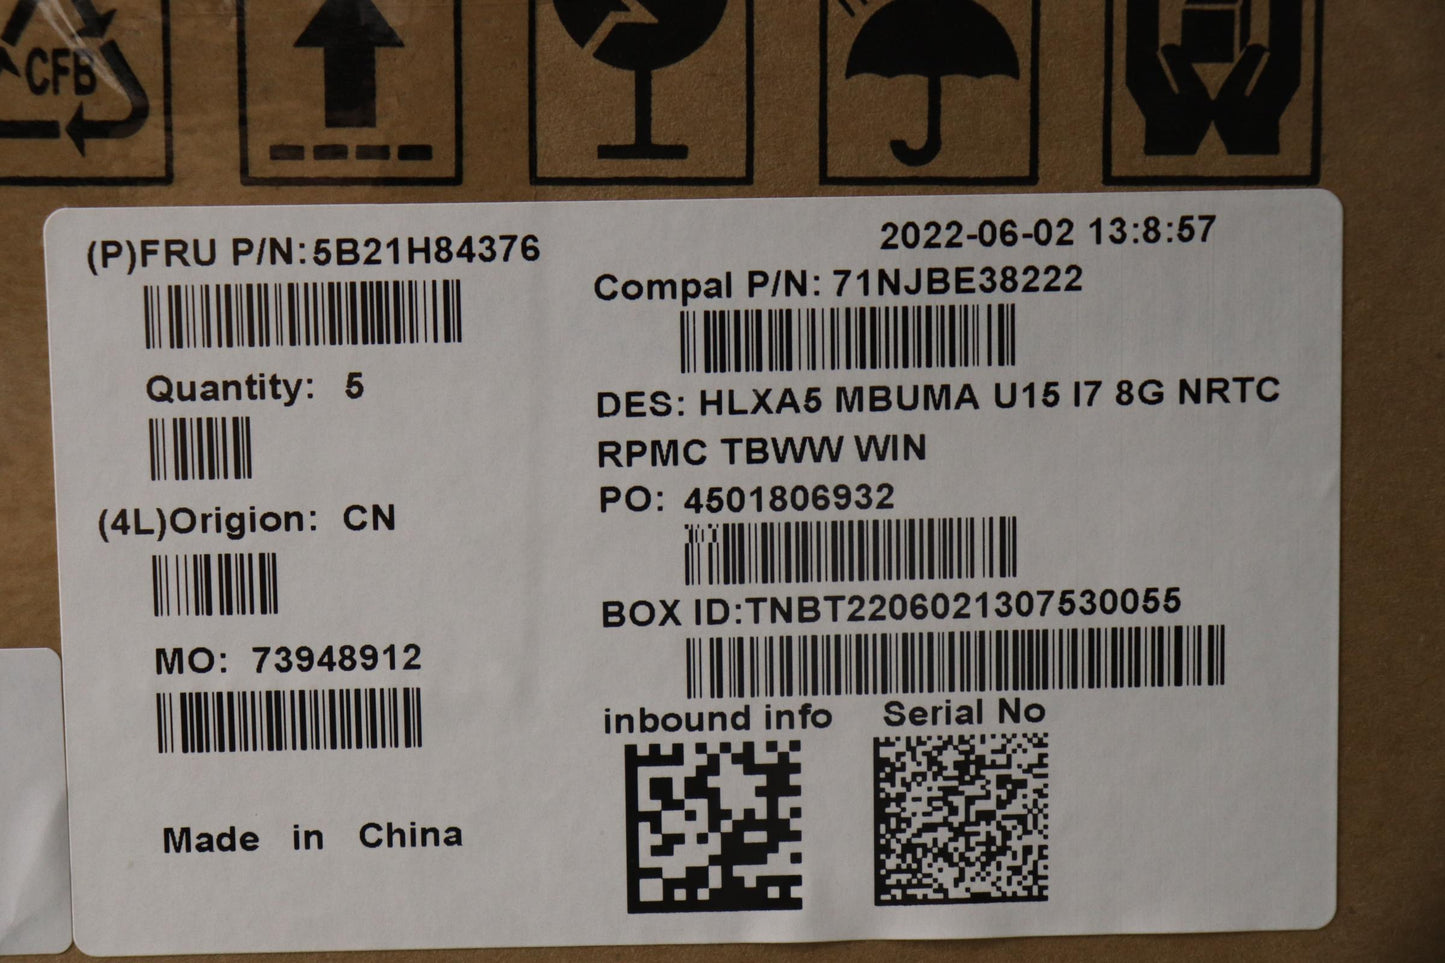 CFB
(P)FRU P/N:5B21H84376
Quantity: 5
(4L)Origion: CN
MO: 73948912
Made in China
2022-06-02 13:8:57
Compal P/N: 71NJBE38222
DES: HLXA5 MBUMA U15 I7 8G NRTC
RPMC TBWW WIN
PO: 4501806932
BOX ID:TNBT2206021307530055
inbound info
Serial No